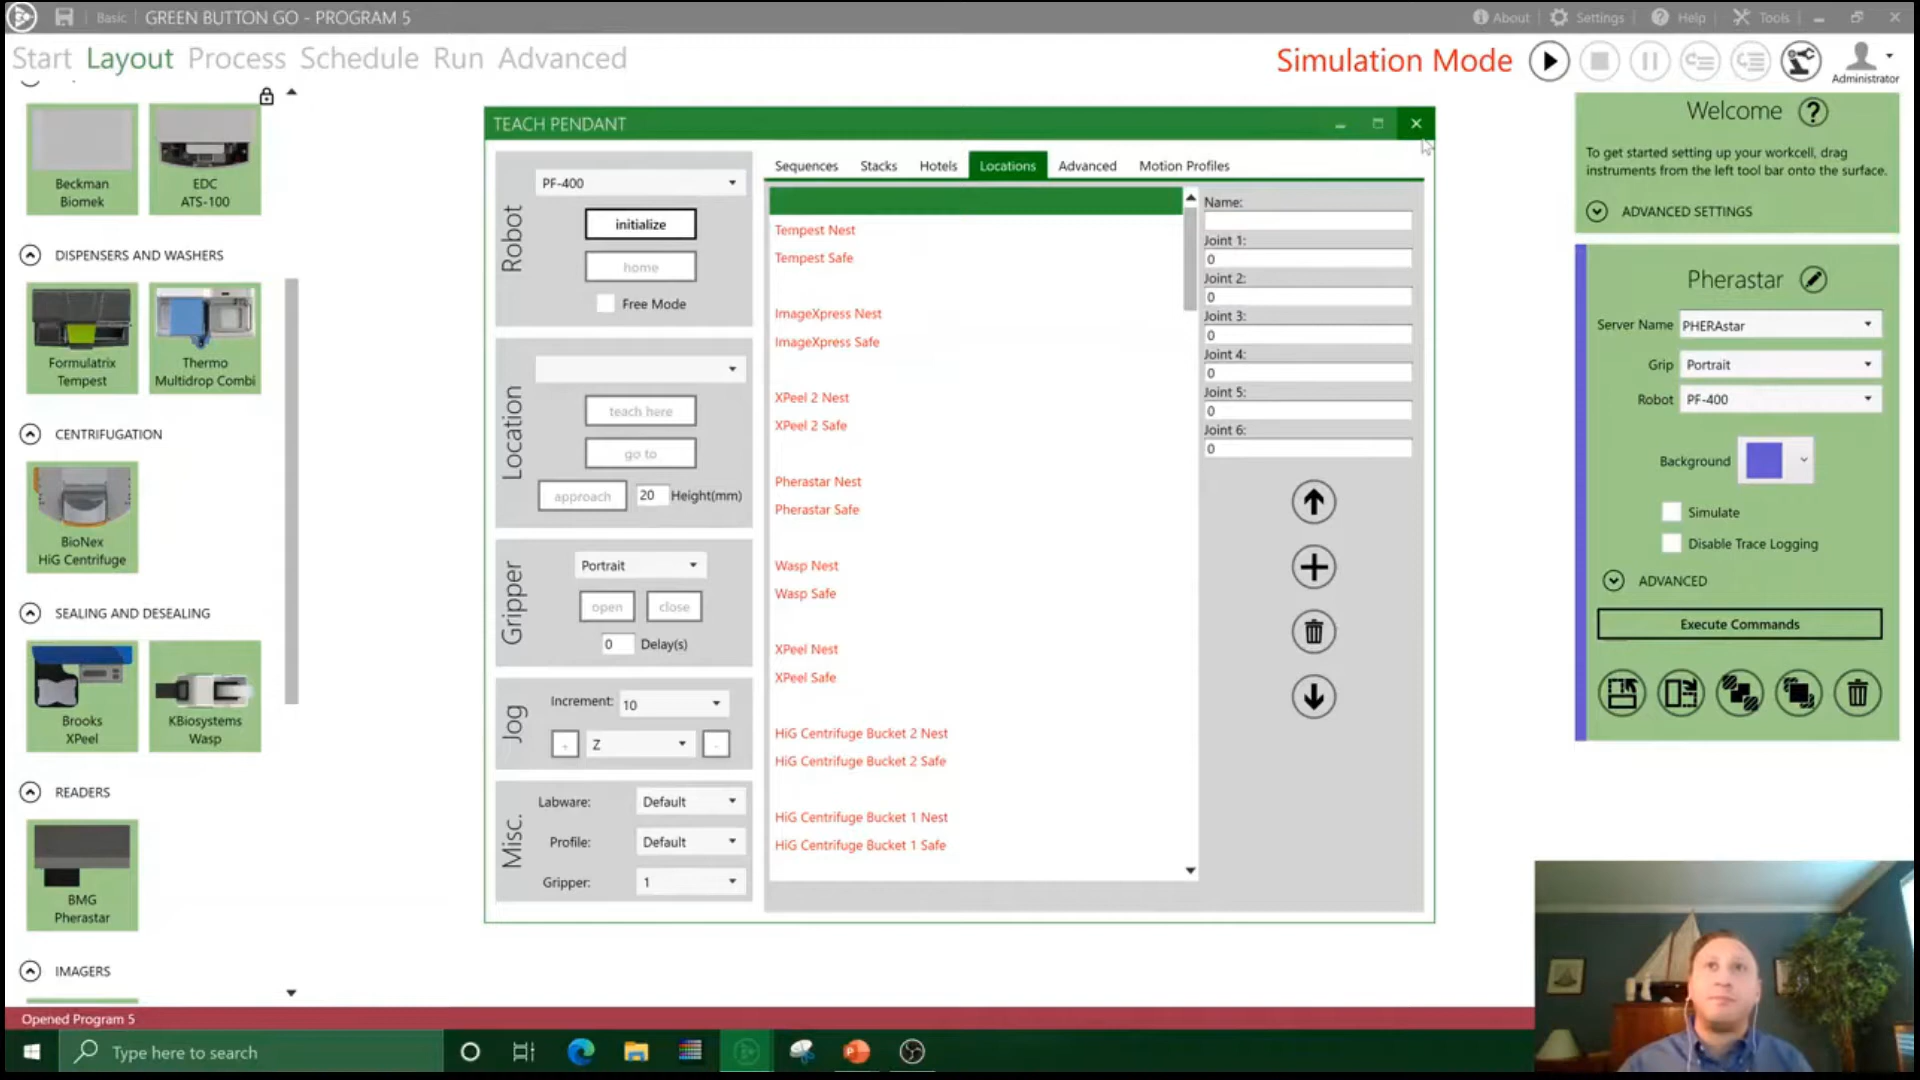 Basic
GREEN BUTTON GO - PROGRAM 5
About
Settings
Help
Tools
Start Layout Process Schedule Run Advanced
Simulation Mode
Administrator
Beckman
Biomek
EDC
ATS-100
DISPENSERS AND WASHERS
Formulatrix
Tempest
Thermo
Multidrop Combi
CENTRIFUGATION
BioNex
HiG Centrifuge
SEALING AND DESEALING
Brooks
XPeel
KBiosystems
Wasp
READERS
BMG
Pherastar
IMAGERS
TEACH PENDANT
Robot
PF-400
initialize
home
Free Mode
Location
teach here
go to
approach
20
Height(mm)
Gripper
Portrait
open
close
0
Delay(s)
Jog
Increment:
10
+
Z
-
Misc.
Labware:
Default
Profile:
Default
Gripper:
1
Sequences
Stacks
Hotels
Locations
Advanced
Motion Profiles
Tempest Nest
Tempest Safe
ImageXpress Nest
ImageXpress Safe
XPeel 2 Nest
XPeel 2 Safe
Pherastar Nest
Pherastar Safe
Wasp Nest
Wasp Safe
XPeel Nest
XPeel Safe
HiG Centrifuge Bucket 2 Nest
HiG Centrifuge Bucket 2 Safe
HiG Centrifuge Bucket 1 Nest
HiG Centrifuge Bucket 1 Safe
Name:
Joint 1:
0
Joint 2:
0
Joint 3:
0
Joint 4:
0
Joint 5:
0
Joint 6:
0
Welcome
?
To get started setting up your workcell, drag
instruments from the left tool bar onto the surface.
ADVANCED SETTINGS
Pherastar
Server Name
PHERAstar
Grip
Portrait
Robot
PF-400
Background
Simulate
Disable Trace Logging
ADVANCED
Execute Commands
Opened Program 5
Type here to search